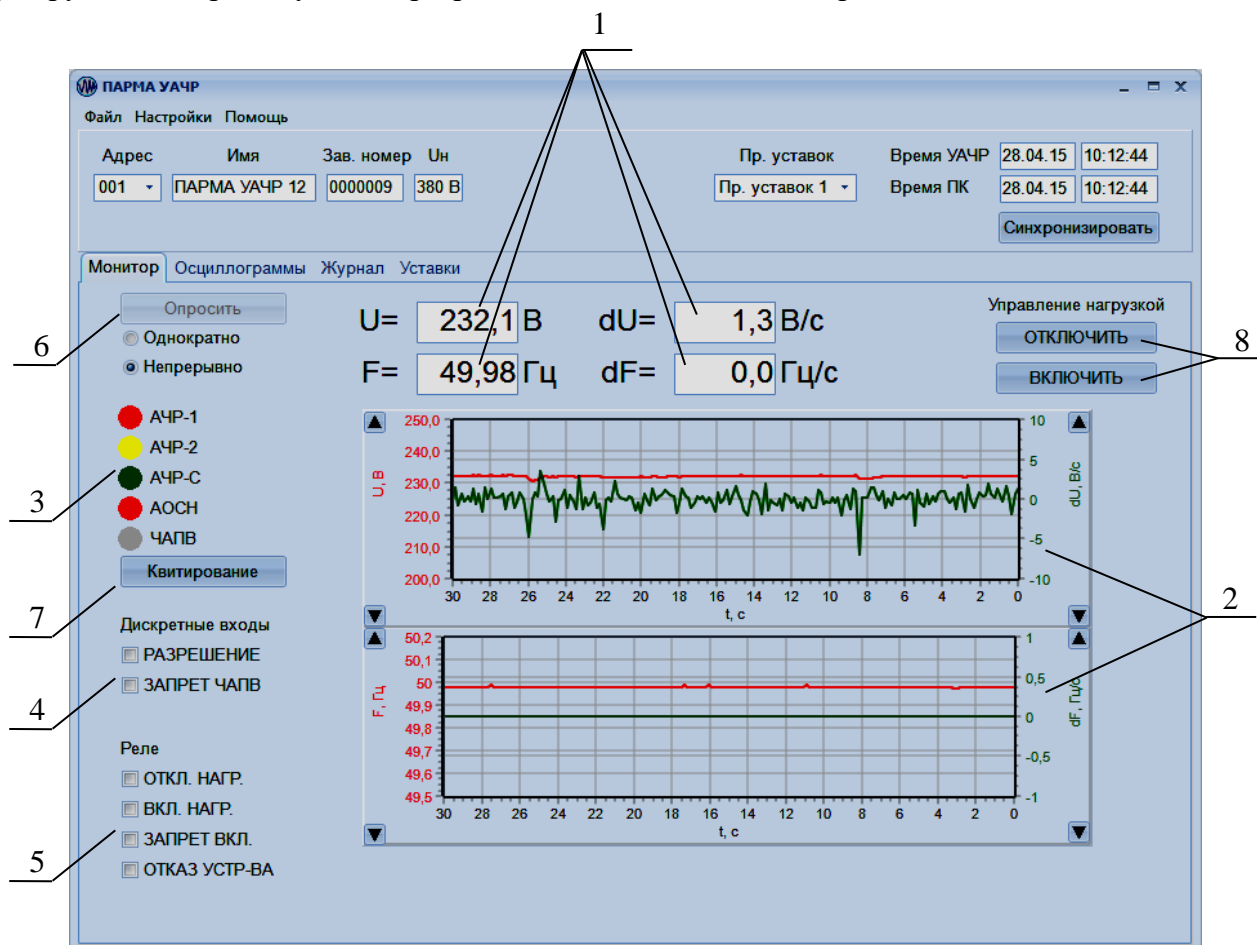 1
ПАРМА УАЧР
Файл Настройки Помощь
Адрес Имя Зав. номер Uн Пр. уставок Время УАЧР 28.04.15 10:12:44
001 ПАРМА УАЧР 12 0000009 380 В Пр. уставок 1 Время ПК 28.04.15 10:12:44
Синхронизировать
Монитор Осциллограммы Журнал Уставки
Опросить
Однократно
Непрерывно
6
U= 232,1 В dU= 1,3 В/с
F= 49,98 Гц dF= 0,0 Гц/с
Управление нагрузкой
ОТКЛЮЧИТЬ
ВКЛЮЧИТЬ
8
АЧР-1
АЧР-2
АЧР-С
АОСН
ЧАПВ
3
Квитирование
7
Дискретные входы
РАЗРЕШЕНИЕ
ЗАПРЕТ ЧАПВ
4
Реле
ОТКЛ. НАГР.
ВКЛ. НАГР.
ЗАПРЕТ ВКЛ.
ОТКАЗ УСТР-ВА
5
U,В
250,0
240,0
230,0
220,0
210,0
200,0
10
5
0
-5
-10
dU, В/с
30 28 26 24 22 20 18 16 14 12 10 8 6 4 2 0
t, с
2
F, Гц
50,2
50,1
50
49,9
49,8
49,7
49,6
49,5
1
0,5
0
-0,5
-1
dF, Гц/с
30 28 26 24 22 20 18 16 14 12 10 8 6 4 2 0
t, с